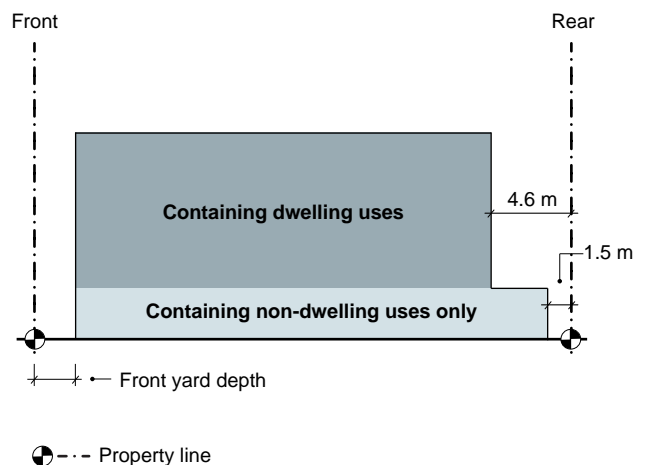 Front
Rear
Containing dwelling uses
4.6 m
1.5 m
Containing non-dwelling uses only
Front yard depth
Property line